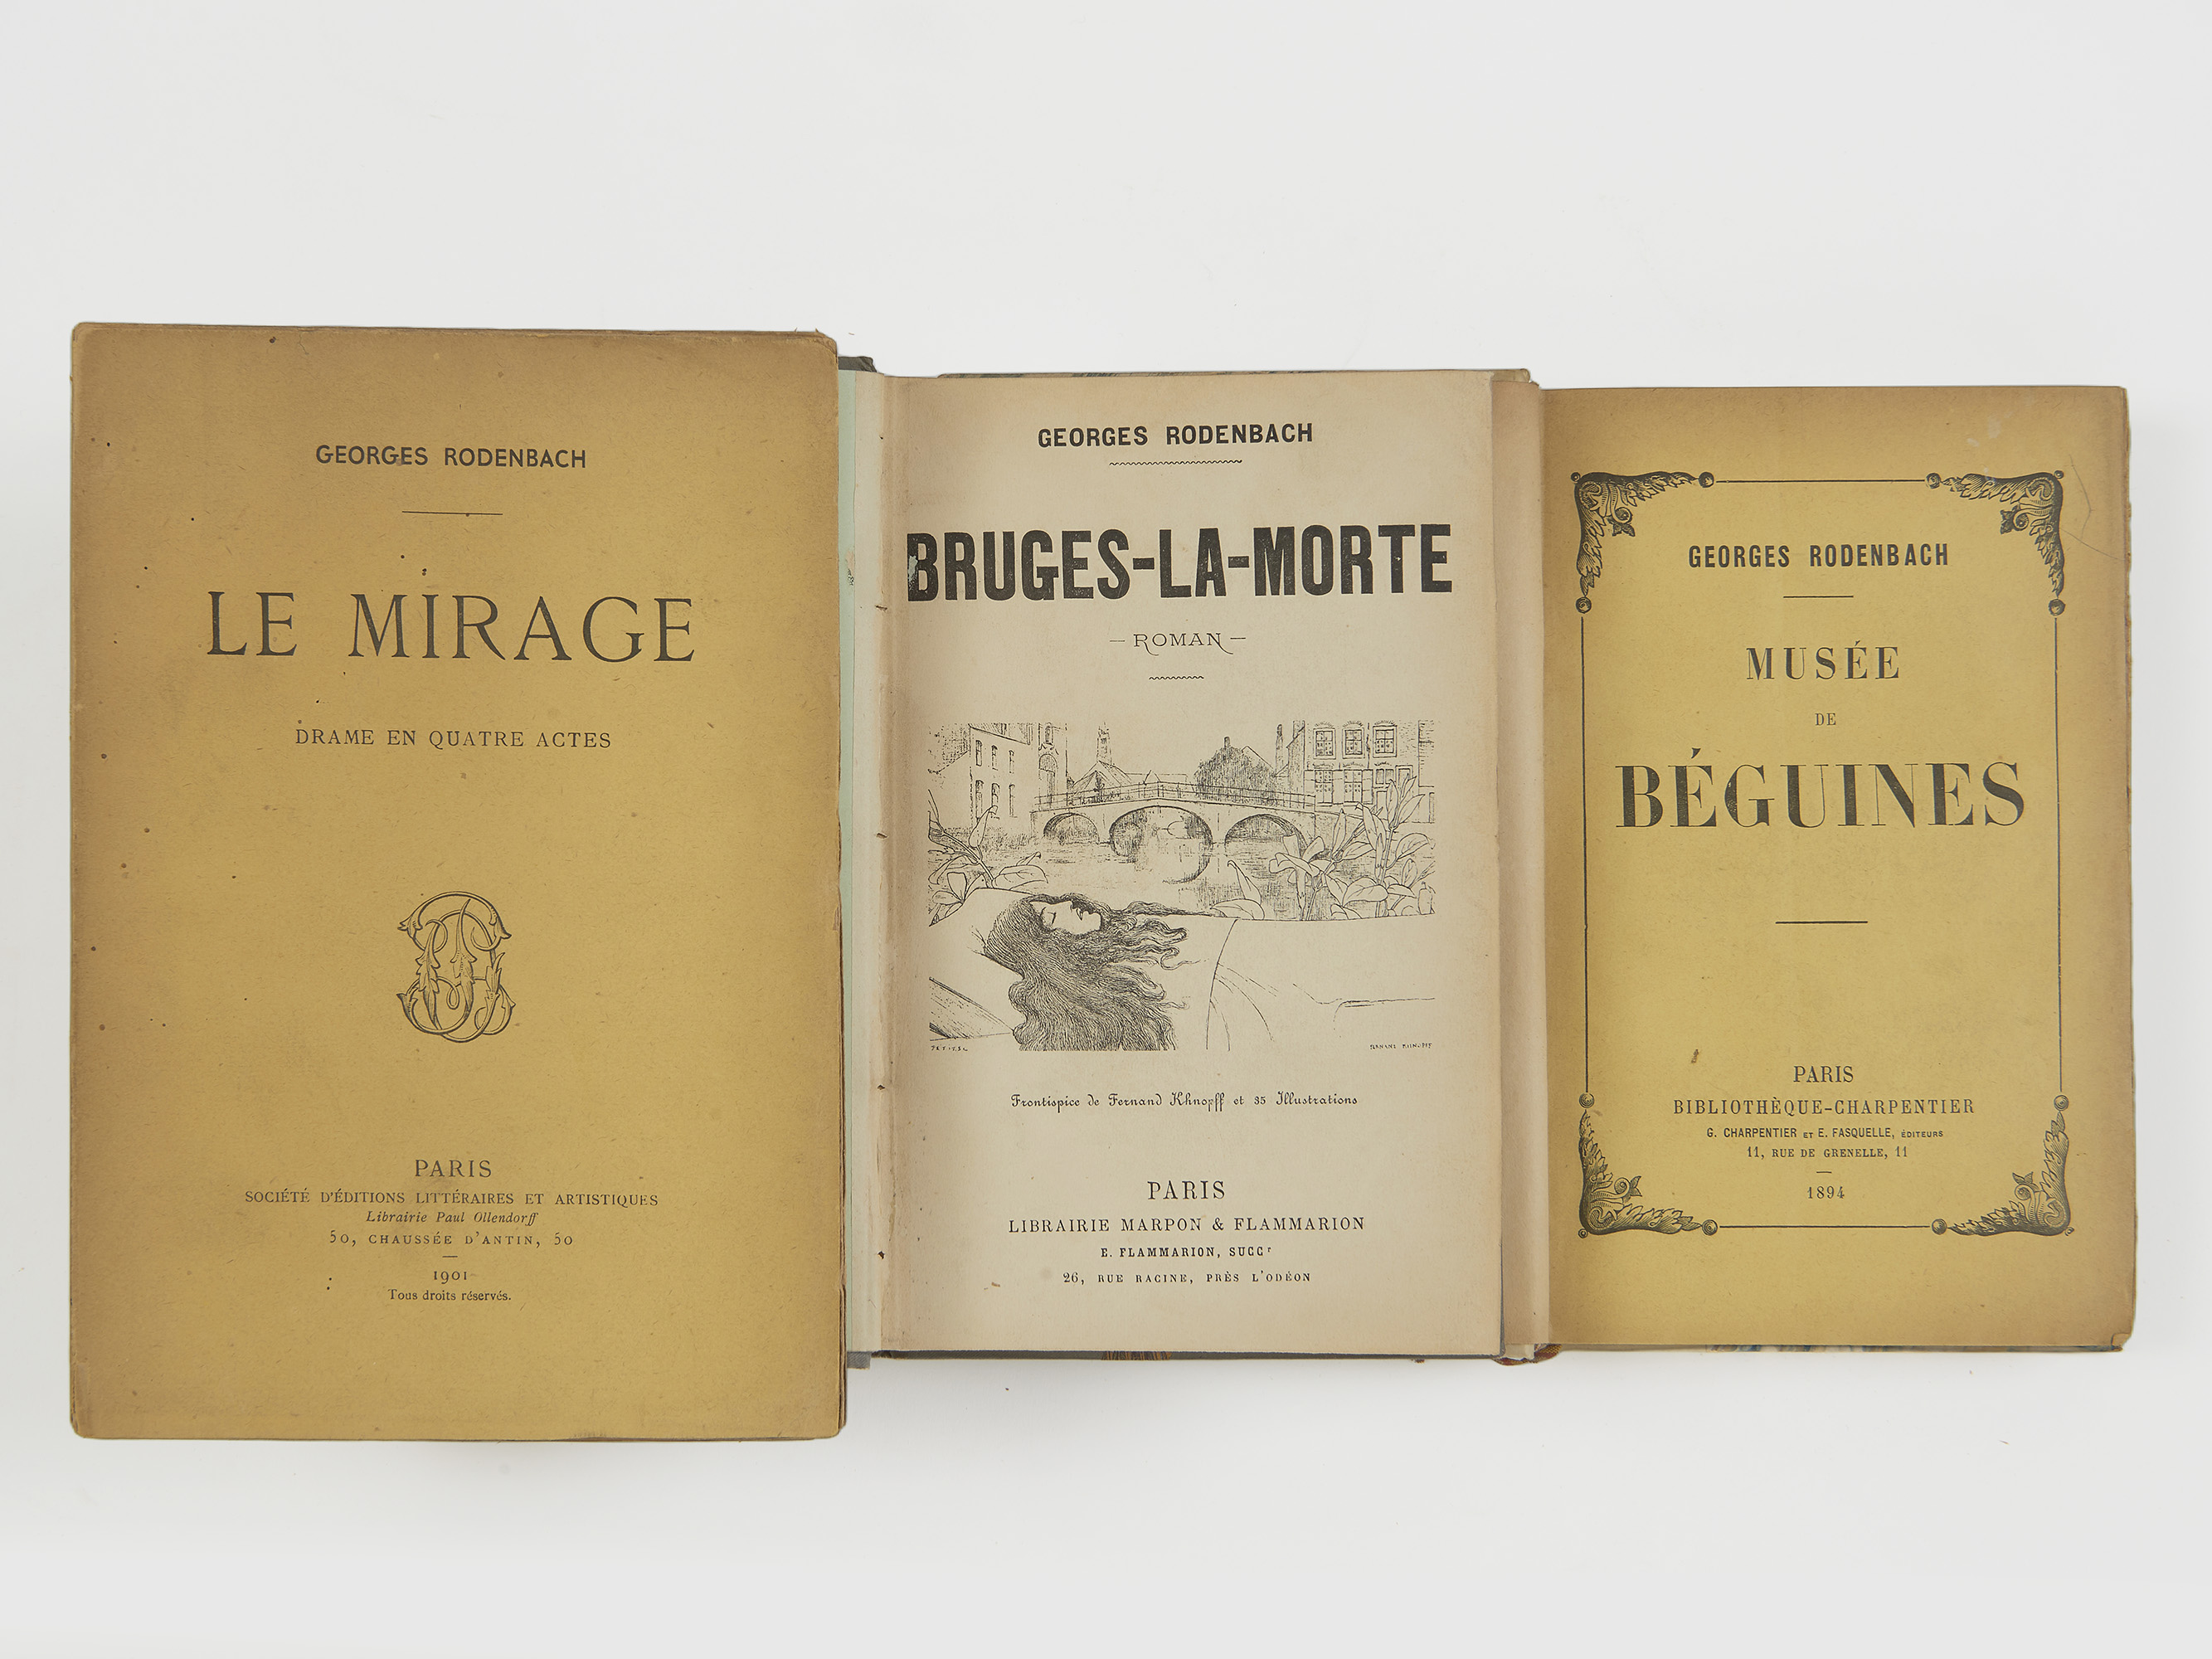 GEORGES RODENBACH
LE MIRAGE
DRAME EN QUATRE ACTES
PARIS
SOCIÉTÉ D'ÉDITIONS LITTÉRAIRES ET ARTISTIQUES
Librairie Paul Ollendorff
50, CHAUSSÉE D'ANTIN, 50
1901
Tous droits réservés.
GEORGES RODENBACH
BRUGES-LA-MORTE
— ROMAN —
FERNAND KHNOPFF
Frontispice de Fernand Khnopff et 35 Illustrations
PARIS
LIBRAIRIE MARPON & FLAMMARION
E. FLAMMARION, SUCCʳ
26, RUE RACINE, PRÈS L'ODÉON
GEORGES RODENBACH
MUSÉE
DE
BÉGUINES
PARIS
BIBLIOTHÈQUE-CHARPENTIER
G. CHARPENTIER ET E. FASQUELLE, ÉDITEURS
11, RUE DE GRENELLE, 11
1894